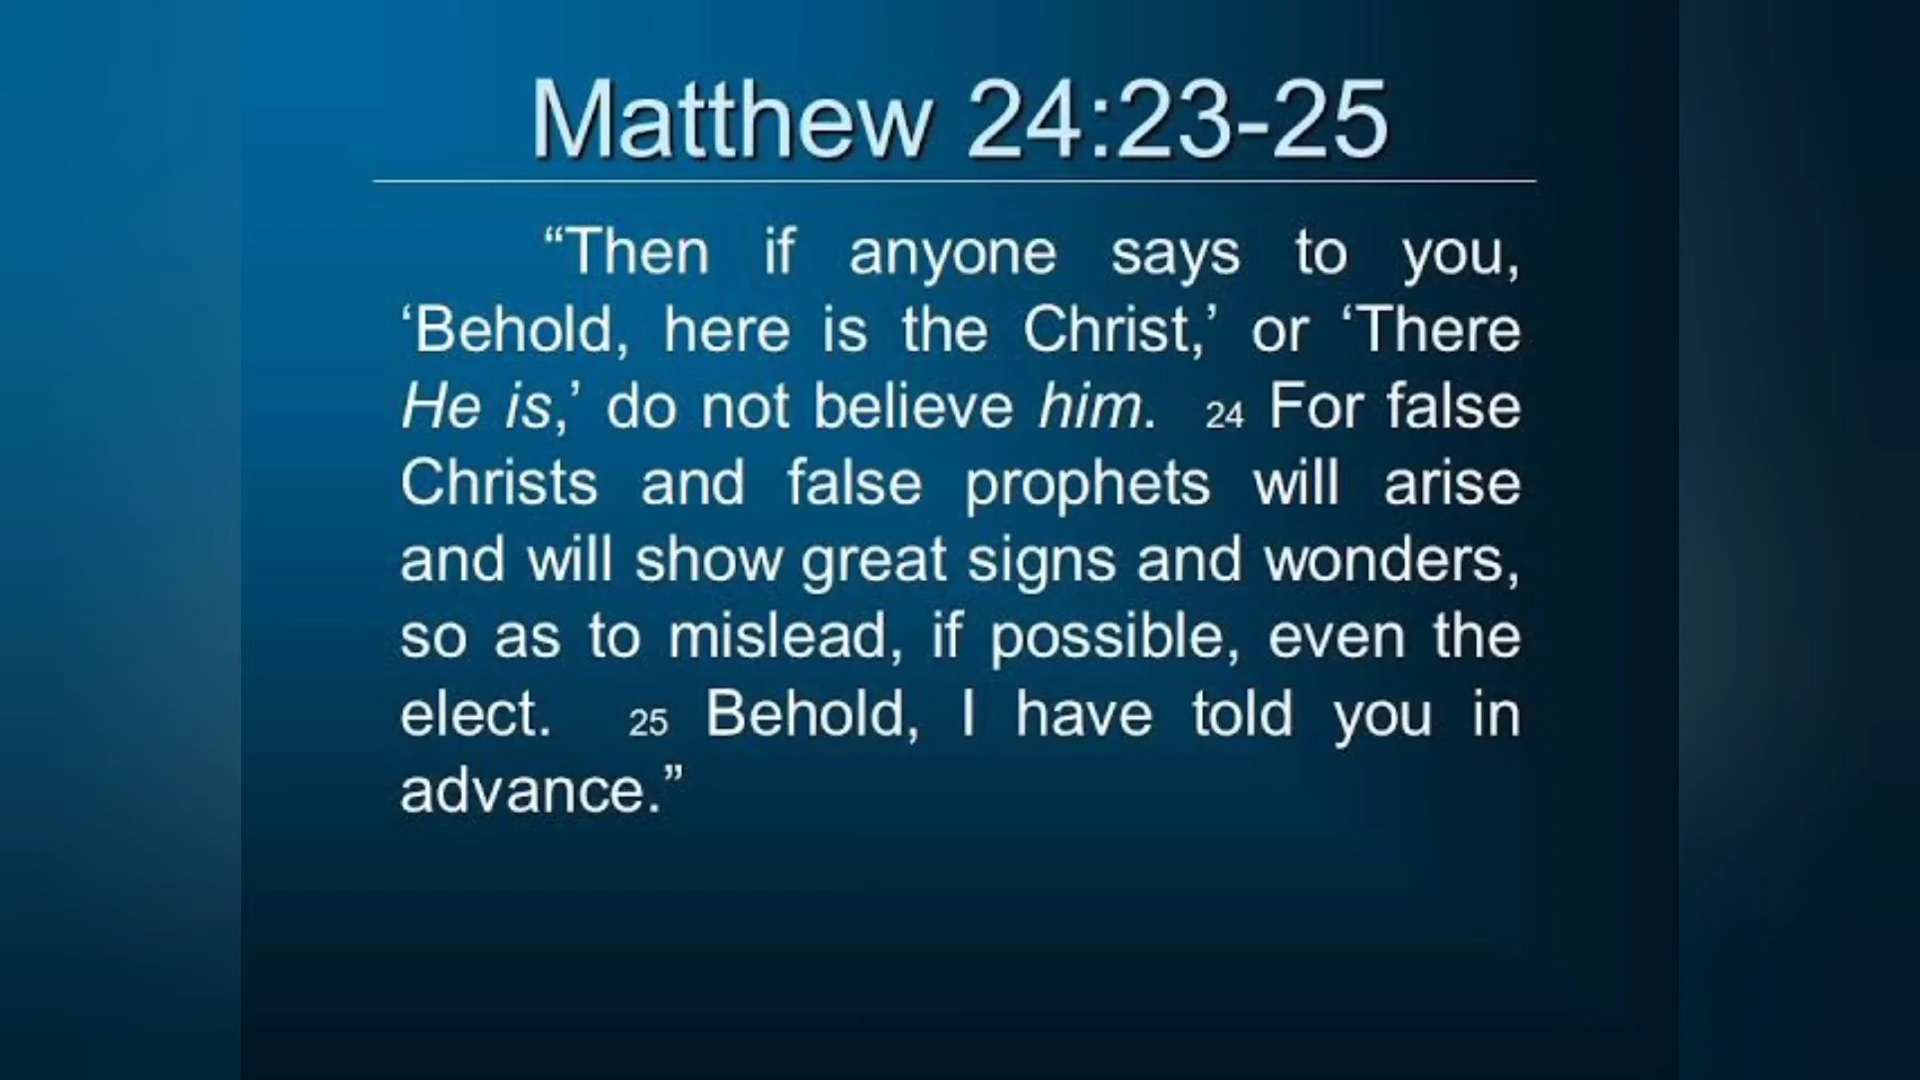 Matthew 24:23-25
“Then if anyone says to you,
‘Behold, here is the Christ,’ or ‘There
He is,’ do not believe him. 24 For false
Christs and false prophets will arise
and will show great signs and wonders,
so as to mislead, if possible, even the
elect. 25 Behold, I have told you in
advance.”